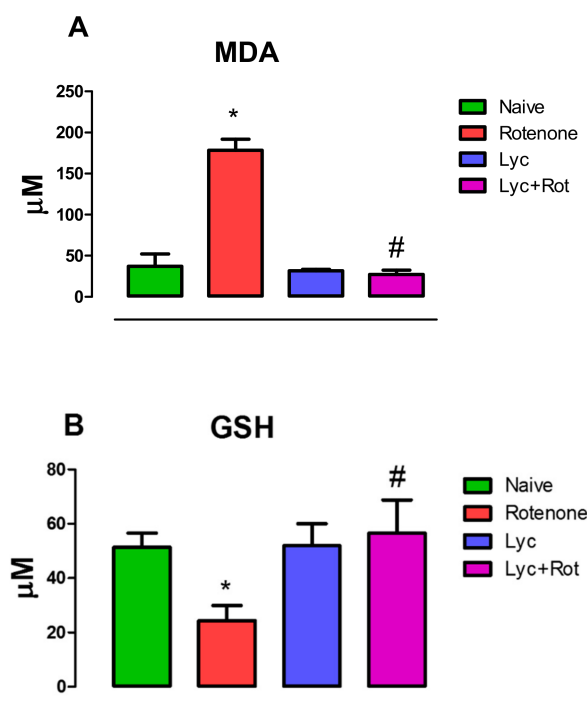 A
MDA
250
200
150
100
50
0
μM
*
#
Naive
Rotenone
Lyc
Lyc+Rot
B
GSH
80
60
40
20
0
μM
*
#
Naive
Rotenone
Lyc
Lyc+Rot